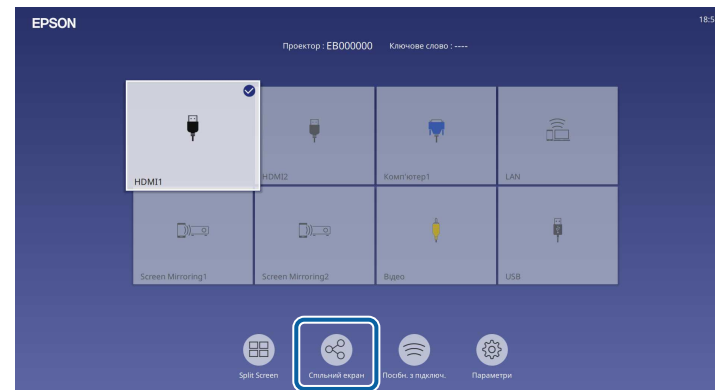 EPSON
18:5
Проектор : EB000000 Ключове слово : ----
HDMI1 HDMI2 Комп'ютер1 LAN
Screen Mirroring1 Screen Mirroring2 Відео USB
Split Screen Спільний екран Посібн. з підключ. Параметри